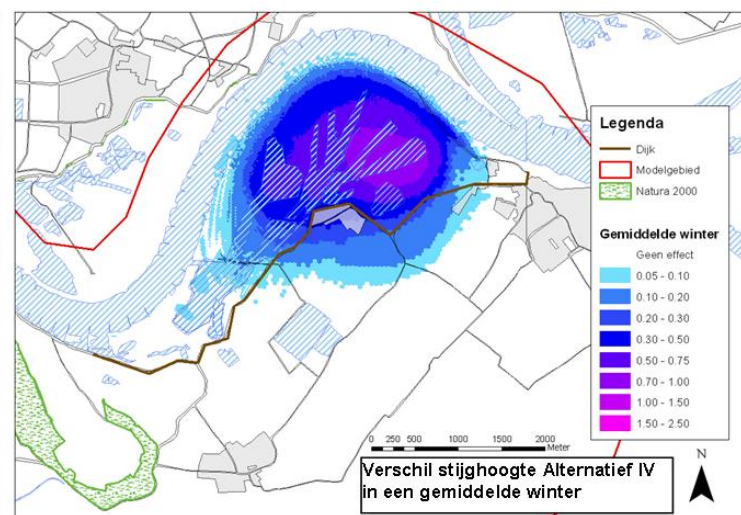 Legenda
Dijk
Modelgebied
Natura 2000
Gemiddelde winter
Geen effect
0.05 - 0.10
0.10 - 0.20
0.20 - 0.30
0.30 - 0.50
0.50 - 0.75
0.70 - 1.00
1.00 - 1.50
1.50 - 2.50
0 250 500 1000 1500 2000
Meter
N
Verschil stijghoogte Alternatief IV
in een gemiddelde winter